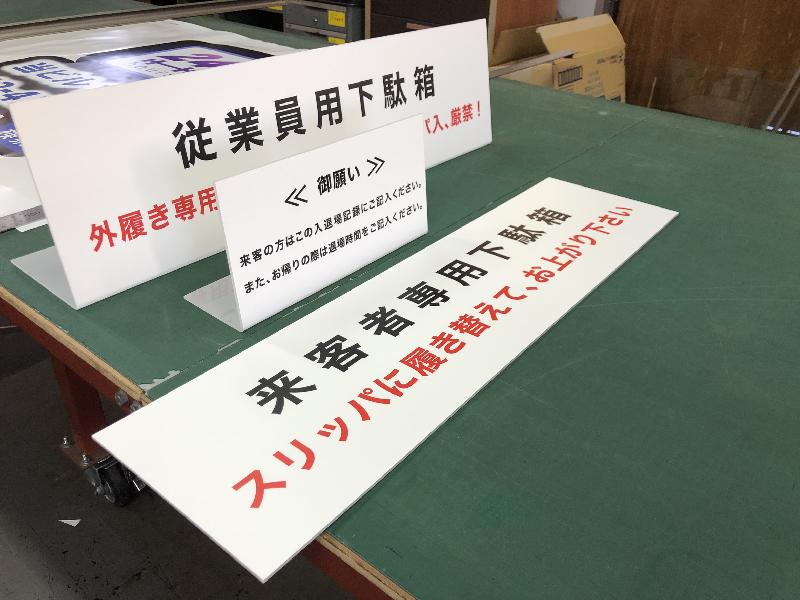 従業員用下駄箱
外履き専用
入、厳禁！
≪ 御願い ≫
来客の方はこの入退場記録にご記入ください。
また、お帰りの際は退場時間をご記入ください。
来客者専用下駄箱
スリッパに履き替えて、お上がり下さい